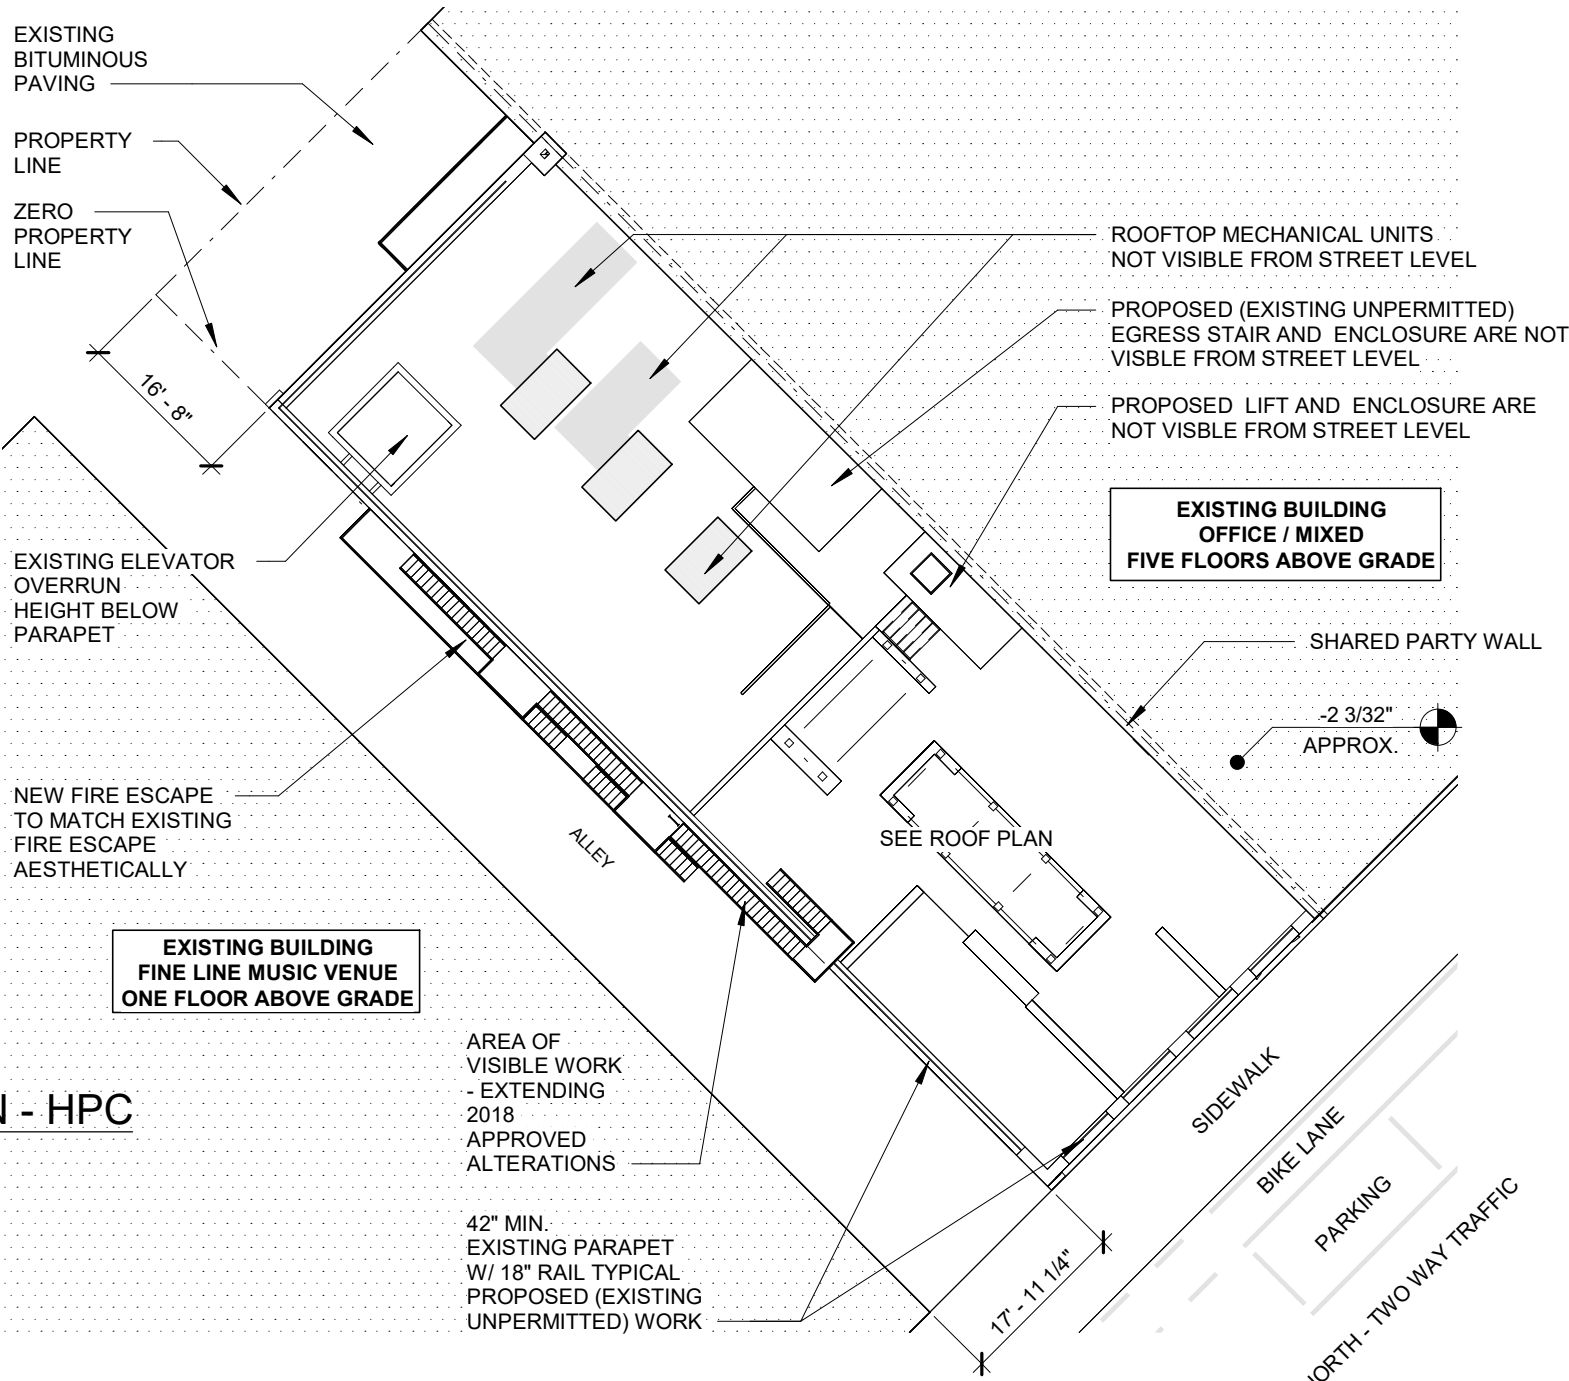 EXISTING
BITUMINOUS
PAVING
PROPERTY
LINE
ZERO
PROPERTY
LINE
16' - 8"
ROOFTOP MECHANICAL UNITS
NOT VISIBLE FROM STREET LEVEL
PROPOSED (EXISTING UNPERMITTED)
EGRESS STAIR AND ENCLOSURE ARE NOT
VISBLE FROM STREET LEVEL
PROPOSED LIFT AND ENCLOSURE ARE
NOT VISBLE FROM STREET LEVEL
EXISTING BUILDING
OFFICE / MIXED
FIVE FLOORS ABOVE GRADE
EXISTING ELEVATOR
OVERRUN
HEIGHT BELOW
PARAPET
SHARED PARTY WALL
-2 3/32"
APPROX.
NEW FIRE ESCAPE
TO MATCH EXISTING
FIRE ESCAPE
AESTHETICALLY
ALLEY
SEE ROOF PLAN
EXISTING BUILDING
FINE LINE MUSIC VENUE
ONE FLOOR ABOVE GRADE
AREA OF
VISIBLE WORK
- EXTENDING
2018
APPROVED
ALTERATIONS
- HPC
42" MIN.
EXISTING PARAPET
W/ 18" RAIL TYPICAL
PROPOSED (EXISTING
UNPERMITTED) WORK
17' - 11 1/4"
SIDEWALK
BIKE LANE
PARKING
NORTH - TWO WAY TRAFFIC